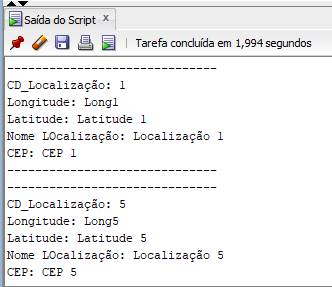 Saída do Script
Tarefa concluída em 1,994 segundos
------------------------------
CD_Localização: 1
Longitude: Long1
Latitude: Latitude 1
Nome LOcalização: Localização 1
CEP: CEP 1
------------------------------
------------------------------
CD_Localização: 5
Longitude: Long5
Latitude: Latitude 5
Nome LOcalização: Localização 5
CEP: CEP 5